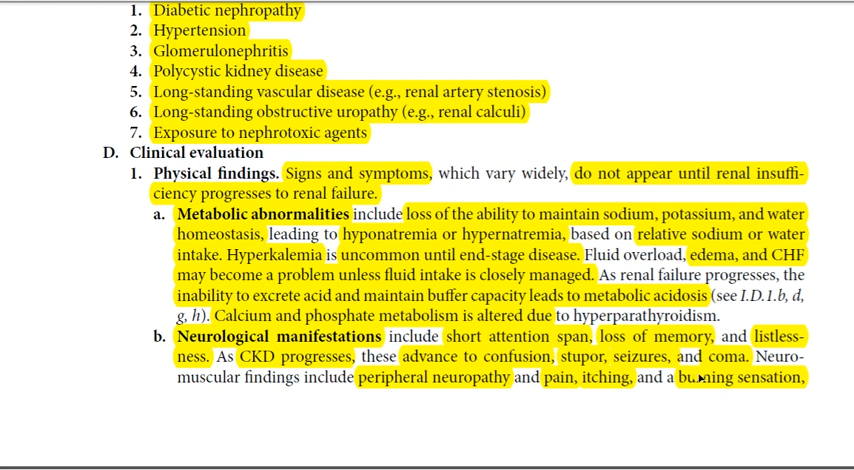 1. Diabetic nephropathy
2. Hypertension
3. Glomerulonephritis
4. Polycystic kidney disease
5. Long-standing vascular disease (e.g., renal artery stenosis)
6. Long-standing obstructive uropathy (e.g., renal calculi)
7. Exposure to nephrotoxic agents
D. Clinical evaluation
1. Physical findings. Signs and symptoms, which vary widely, do not appear until renal insuffi-
ciency progresses to renal failure.
a. Metabolic abnormalities include loss of the ability to maintain sodium, potassium, and water
homeostasis, leading to hyponatremia or hypernatremia, based on relative sodium or water
intake. Hyperkalemia is uncommon until end-stage disease. Fluid overload, edema, and CHF
may become a problem unless fluid intake is closely managed. As renal failure progresses, the
inability to excrete acid and maintain buffer capacity leads to metabolic acidosis (see I.D.1.b, d,
g, h). Calcium and phosphate metabolism is altered due to hyperparathyroidism.
b. Neurological manifestations include short attention span, loss of memory, and listless-
ness. As CKD progresses, these advance to confusion, stupor, seizures, and coma. Neuro-
muscular findings include peripheral neuropathy and pain, itching, and a burning sensation,